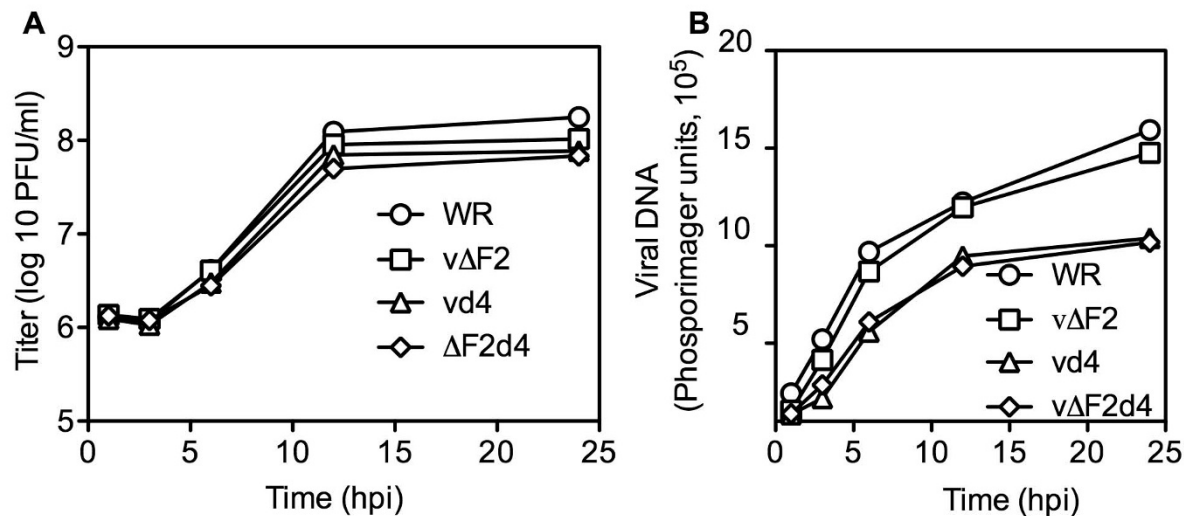 A
Titer (log 10 PFU/ml)
9
8
7
6
5
WR
vΔF2
vd4
ΔF2d4
0 5 10 15 20 25
Time (hpi)
B
Viral DNA
(Phosporimager units, 10⁵)
20
15
10
5
WR
vΔF2
vd4
vΔF2d4
0 5 10 15 20 25
Time (hpi)